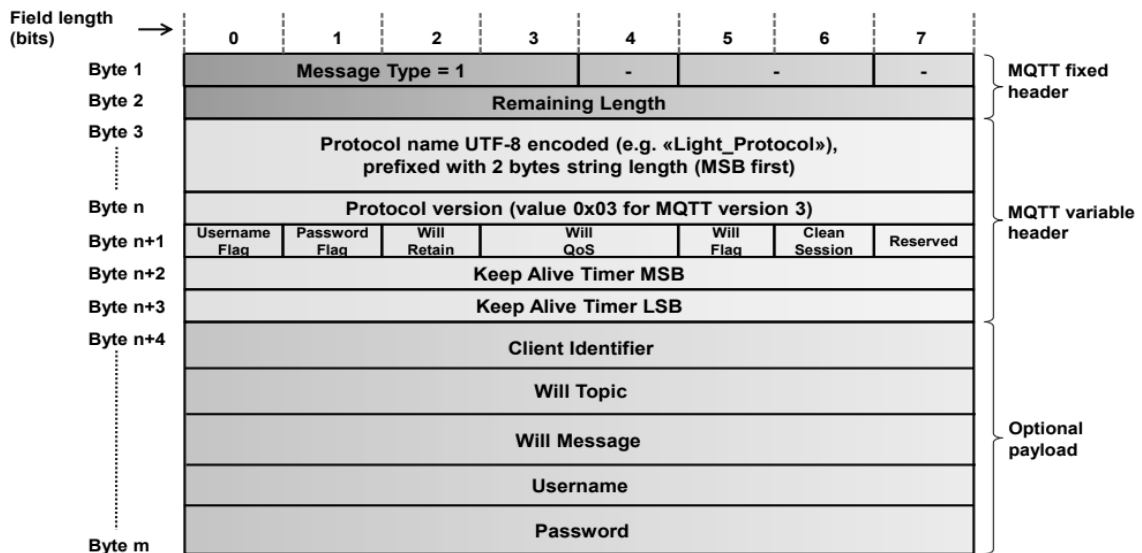 Field length
(bits)
0 1 2 3 4 5 6 7
Byte 1
Message Type = 1 - - -
MQTT fixed
header
Byte 2
Remaining Length
Byte 3
Protocol name UTF-8 encoded (e.g. «Light_Protocol»),
prefixed with 2 bytes string length (MSB first)
Byte n
Protocol version (value 0x03 for MQTT version 3)
MQTT variable
header
Byte n+1
Username
Flag
Password
Flag
Will
Retain
Will
QoS
Will
Flag
Clean
Session
Reserved
Byte n+2
Keep Alive Timer MSB
Byte n+3
Keep Alive Timer LSB
Byte n+4
Client Identifier
Will Topic
Will Message
Optional
payload
Username
Password
Byte m